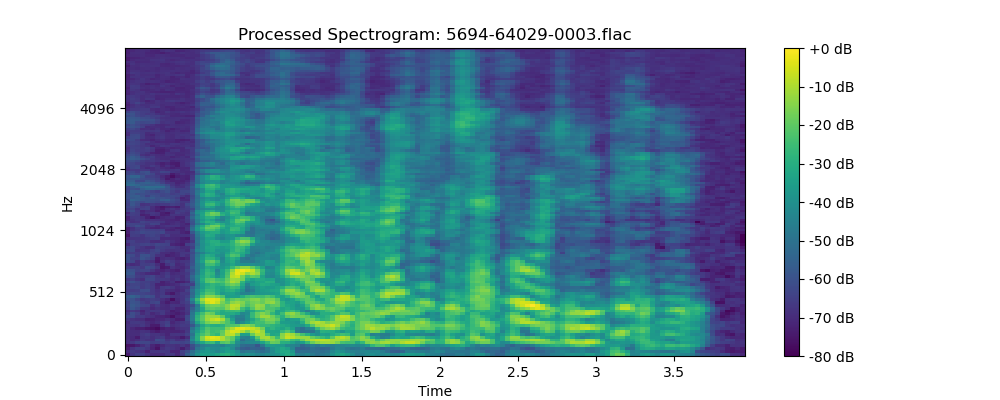 Processed Spectrogram: 5694-64029-0003.flac
Hz
4096
2048
1024
512
0
0
0.5
1
1.5
2
2.5
3
3.5
Time
+0 dB
-10 dB
-20 dB
-30 dB
-40 dB
-50 dB
-60 dB
-70 dB
-80 dB